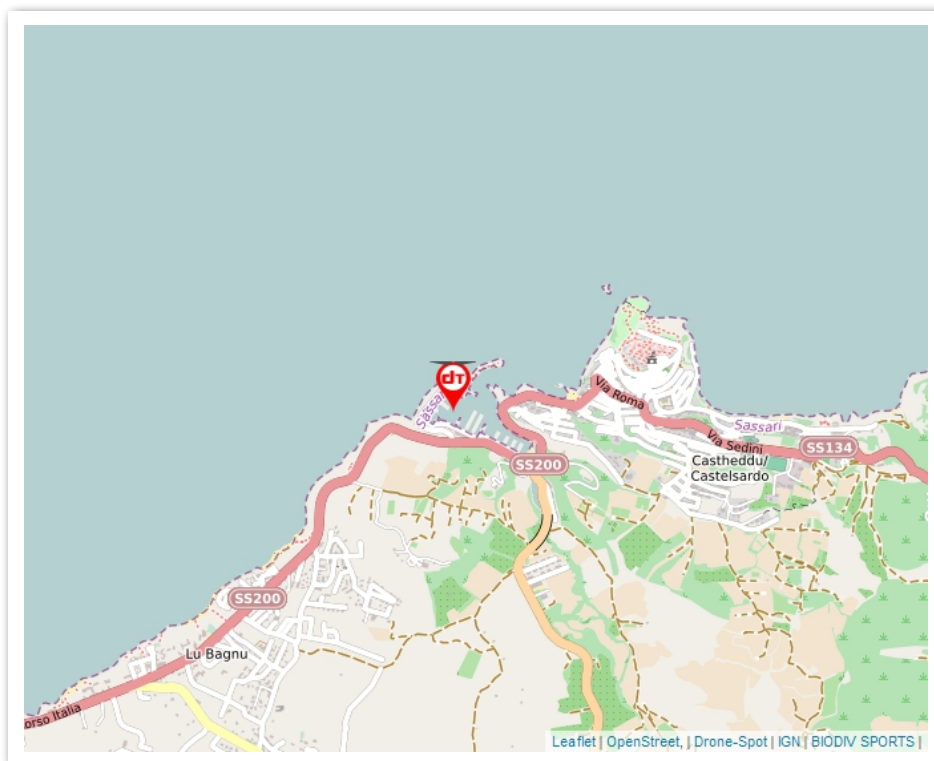 dT
Sassari
Via Roma
Sassari
Via Sedini
SS134
Castheddu/
Castelsardo
SS200
SS200
Lu Bagnu
orso Italia
Leaflet | OpenStreet, | Drone-Spot | IGN | BIODIV SPORTS |